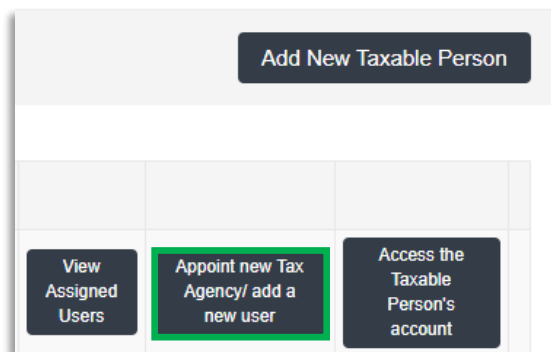 Add New Taxable Person
View
Assigned
Users
Appoint new Tax
Agency/ add a
new user
Access the
Taxable
Person's
account